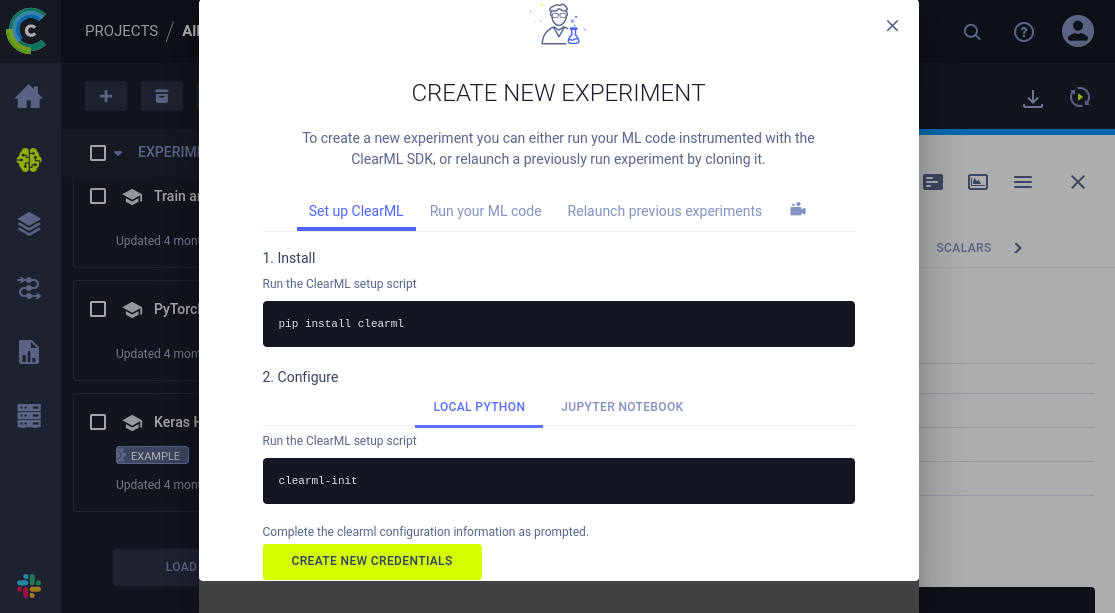 PROJECTS / All
CREATE NEW EXPERIMENT
To create a new experiment you can either run your ML code instrumented with the
ClearML SDK, or relaunch a previously run experiment by cloning it.
Set up ClearML Run your ML code Relaunch previous experiments
1. Install
Run the ClearML setup script
pip install clearml
2. Configure
LOCAL PYTHON JUPYTER NOTEBOOK
Run the ClearML setup script
clearml-init
Complete the clearml configuration information as prompted.
CREATE NEW CREDENTIALS
EXPERIM
Train ar
Updated 4 mon
PyTorch
Updated 4 mont
Keras H
EXAMPLE
Updated 4 mon
LOAD
SCALARS